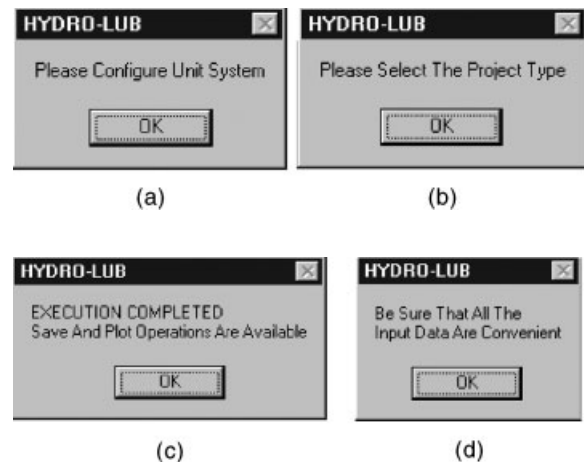 HYDRO-LUB
Please Configure Unit System
OK
(a)
HYDRO-LUB
Please Select The Project Type
OK
(b)
HYDRO-LUB
EXECUTION COMPLETED
Save And Plot Operations Are Available
OK
(c)
HYDRO-LUB
Be Sure That All The
Input Data Are Convenient
OK
(d)